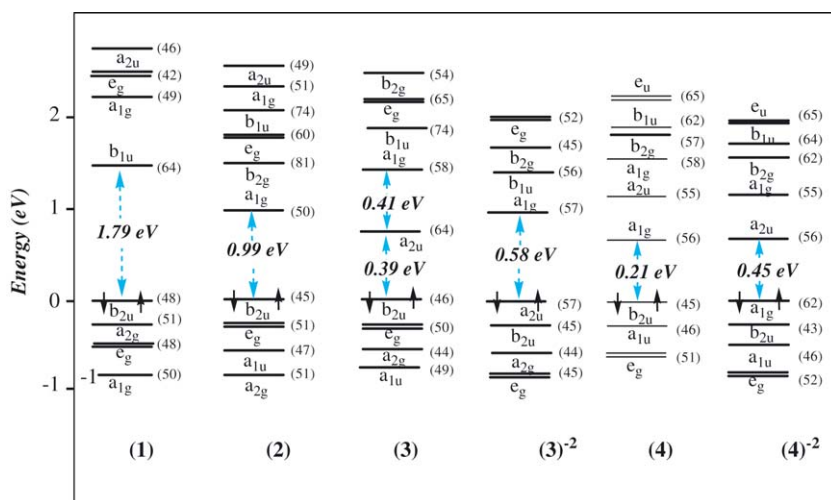 Energy (eV)
2
1
0
-1
-1
a2u (46)
eg (42)
a1g (49)
b1u (64)
1.79 eV
b2u (48)
a2g (51)
eg (48)
a1g (50)
(1)
a2u (49)
a1g (51)
b1u (74)
eg (60)
b2g (81)
a1g (50)
0.99 eV
b2u (45)
eg (51)
a1u (47)
a2g (51)
(2)
b2g (54)
eg (65)
b1u (74)
a1g (58)
0.41 eV
a2u (64)
0.39 eV
b2u (46)
eg (50)
a2g (44)
a1u (49)
(3)
eg (52)
b2g (45)
b1u (56)
a1g (57)
0.58 eV
a2u (57)
b2u (45)
a2g (44)
eg (45)
(3)-2
eu (65)
b1u (62)
b2g (57)
a1g (58)
a2u (55)
a1g (56)
0.21 eV
b2u (45)
a1u (46)
eg (51)
(4)
eu (65)
b1u (64)
b2g (62)
a1g (55)
a2u (56)
0.45 eV
a1g (62)
b2u (43)
a1u (46)
eg (52)
(4)-2